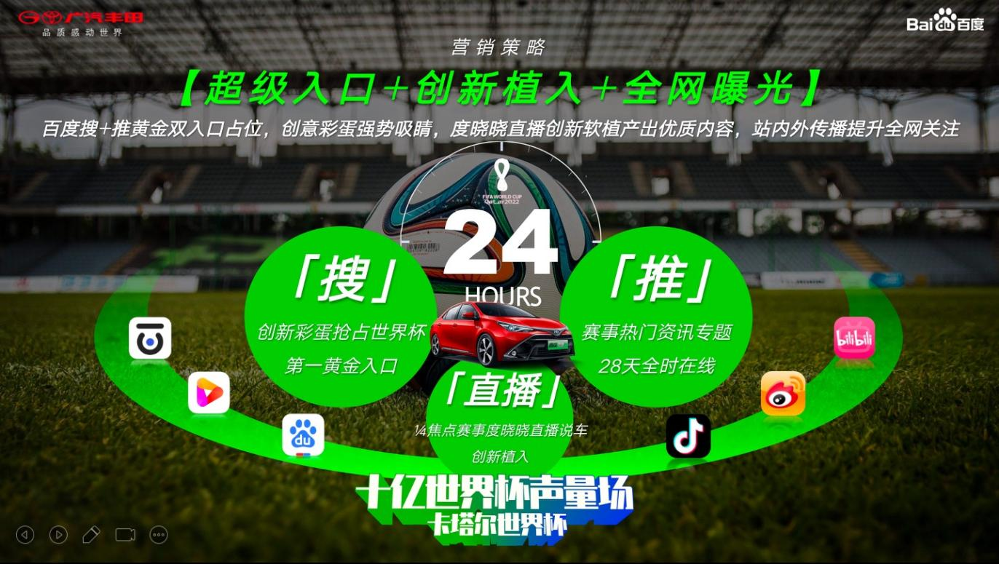 广汽丰田
品质感动世界
Bai du 百度
营销策略
【超级入口+创新植入+全网曝光】
百度搜+推黄金双入口占位，创意彩蛋强势吸睛，度晓晓直播创新软植产出优质内容，站内外传播提升全网关注
FIFA WORLD CUP
Qatar2022
24
HOURS
「搜」
创新彩蛋抢占世界杯
第一黄金入口
「推」
赛事热门资讯专题
28天全时在线
「直播」
1/4焦点赛事度晓晓直播说车
创新植入
du
bilibili
十亿世界杯声量场
卡塔尔世界杯